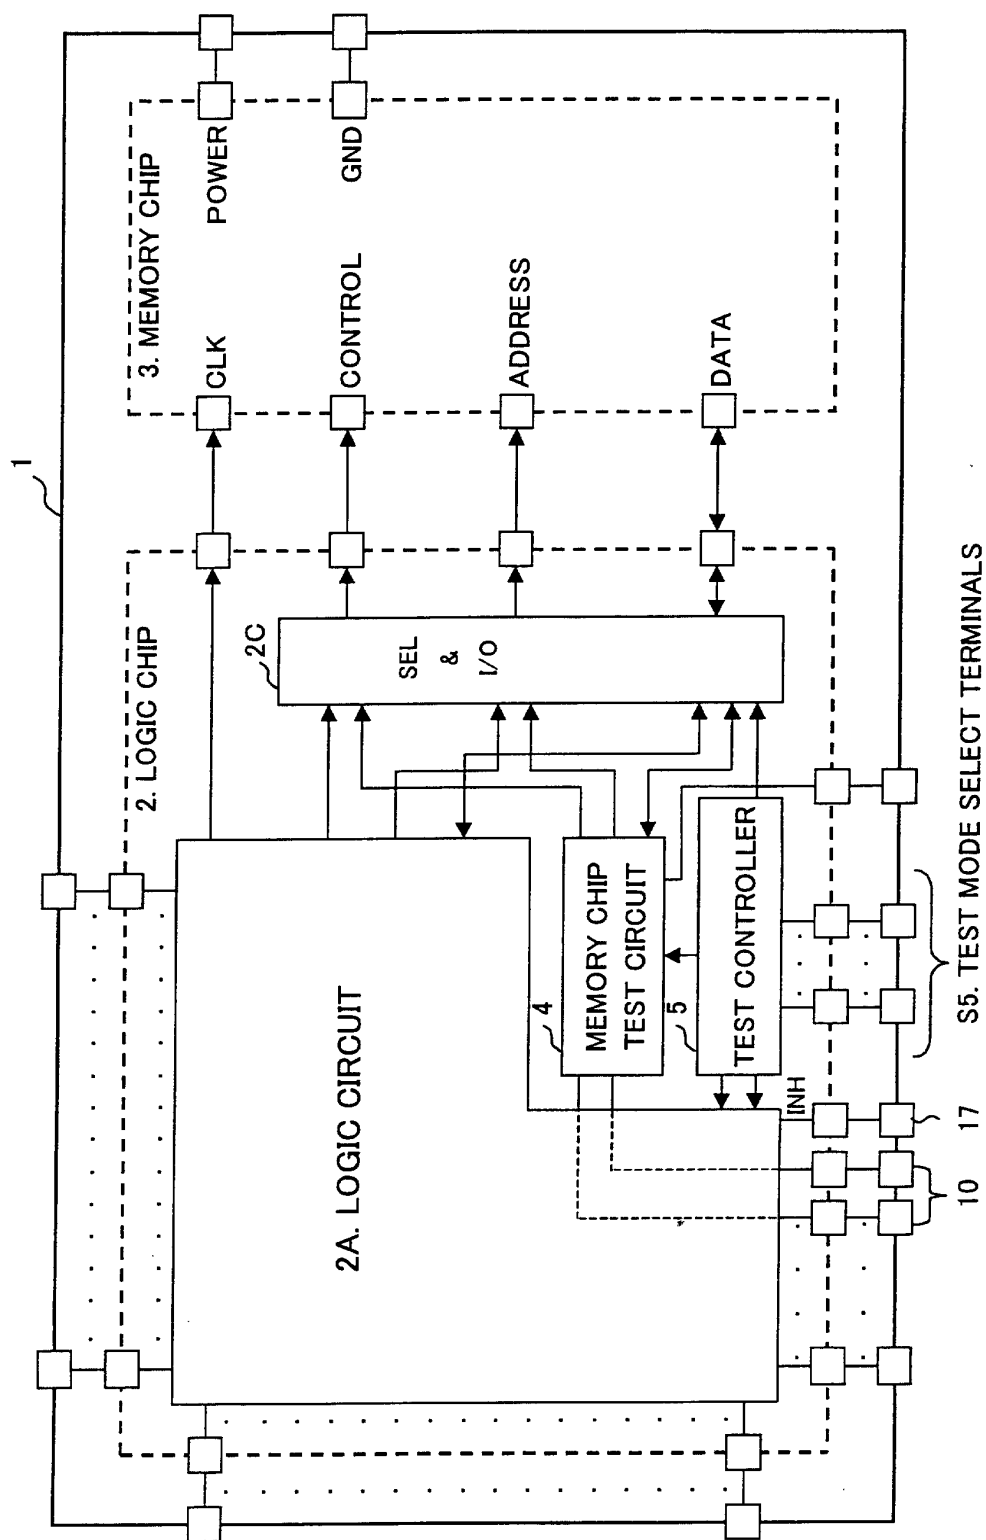 1
2. LOGIC CHIP
3. MEMORY CHIP
2A. LOGIC CIRCUIT
2C
SEL
&
I/O
CLK
CONTROL
ADDRESS
DATA
POWER
GND
4
MEMORY CHIP
TEST CIRCUIT
5
TEST CONTROLLER
INH
10
17
S5. TEST MODE SELECT TERMINALS